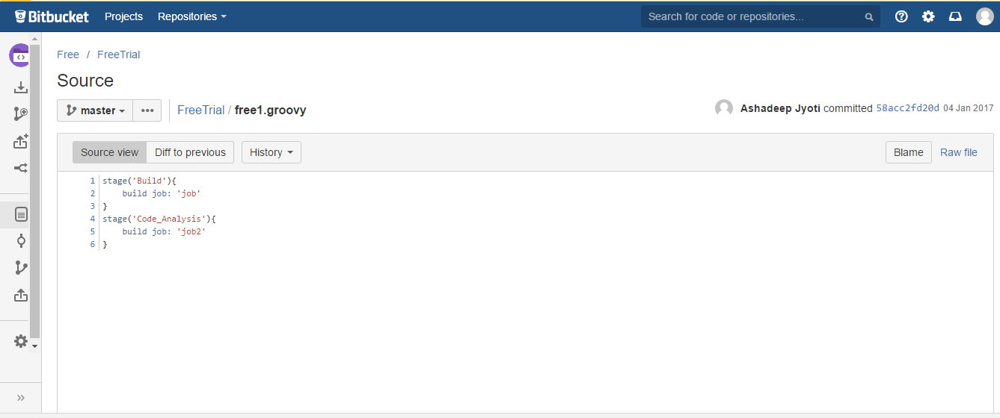 Bitbucket Projects Repositories Search for code or repositories...
Free / FreeTrial
Source
master ••• FreeTrial / free1.groovy Ashadeep Jyoti committed 58acc2fd20d 04 Jan 2017
Source view Diff to previous History Blame Raw file
1 stage('Build'){
2     build job: 'job'
3 }
4 stage('Code_Analysis'){
5     build job: 'job2'
6 }